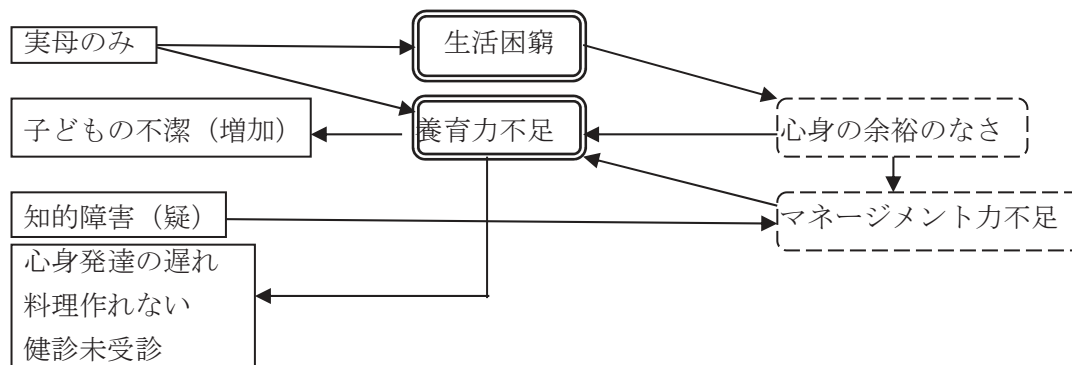 実母のみ
生活困窮
子どもの不潔（増加）
養育力不足
心身の余裕のなさ
知的障害（疑）
マネージメント力不足
心身発達の遅れ
料理作れない
健診未受診